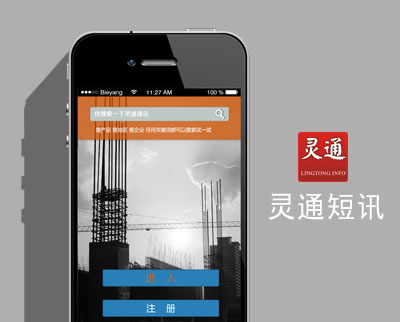 Bieyang
11:27 AM
100 %
快搜索一下灵通通讯
搜产品 搜地区 搜企业 任何关键词都可以搜索试一试
进 入
注 册
灵通
LINGTONG.INFO
灵通短讯